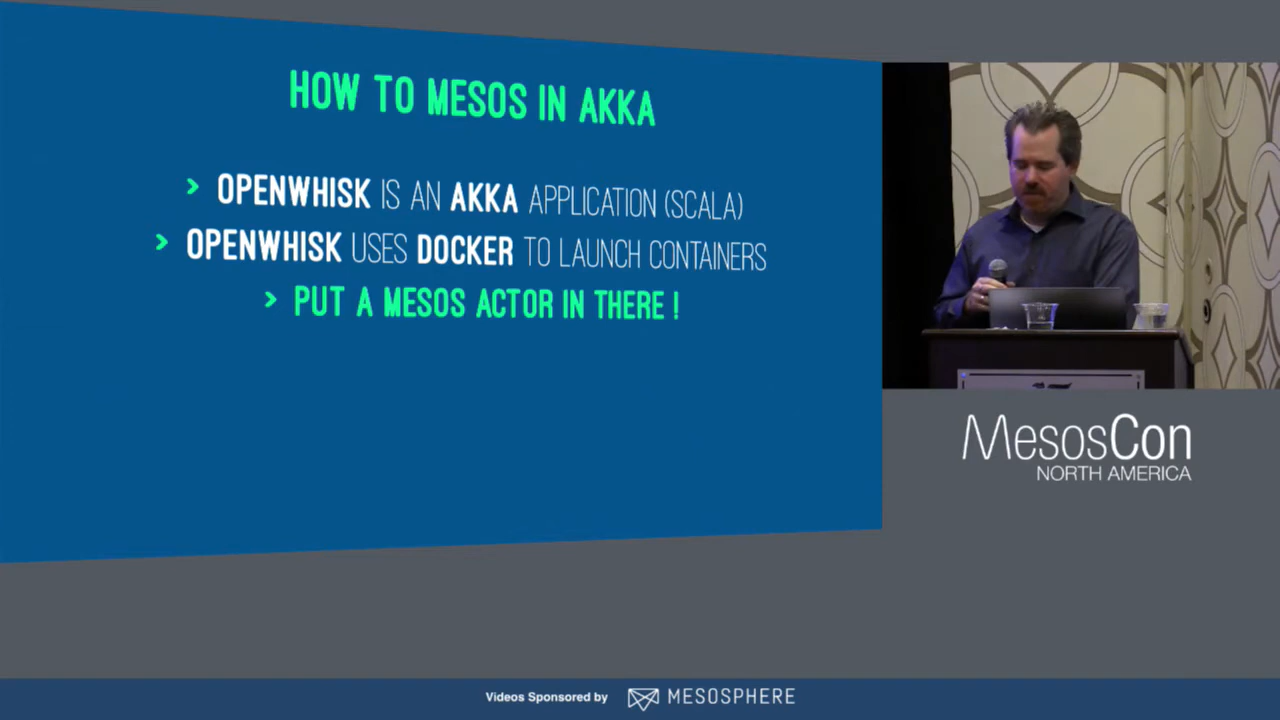 HOW TO MESOS IN AKKA
> OPENWHISK IS AN AKKA APPLICATION (SCALA)
> OPENWHISK USES DOCKER TO LAUNCH CONTAINERS
> PUT A MESOS ACTOR IN THERE !
MesosCon
NORTH AMERICA
Videos Sponsored by MESOSPHERE